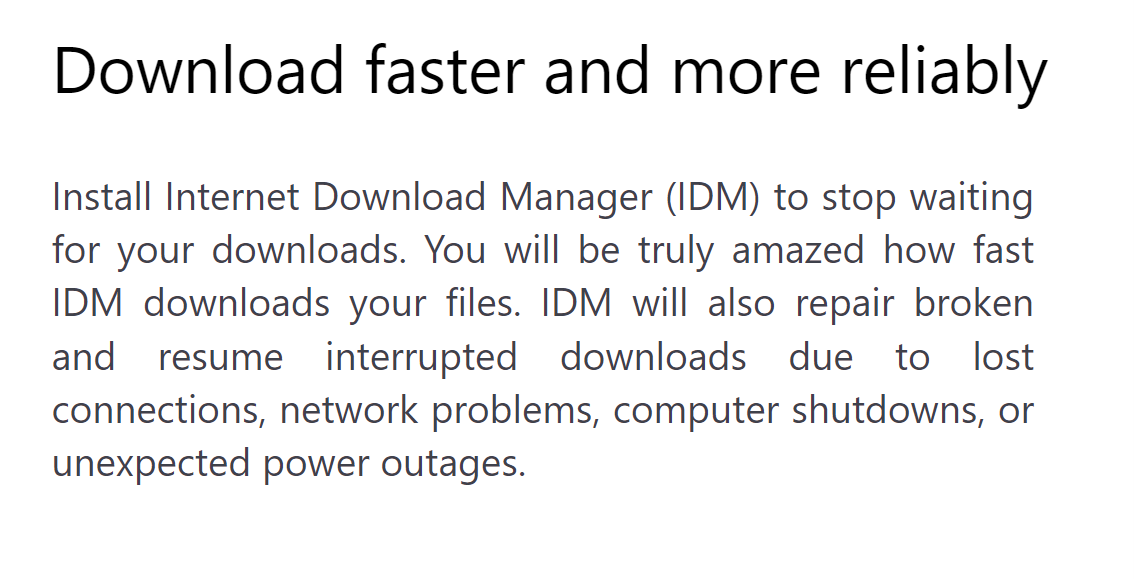 Download faster and more reliably
Install Internet Download Manager (IDM) to stop waiting
for your downloads. You will be truly amazed how fast
IDM downloads your files. IDM will also repair broken
and resume interrupted downloads due to lost
connections, network problems, computer shutdowns, or
unexpected power outages.